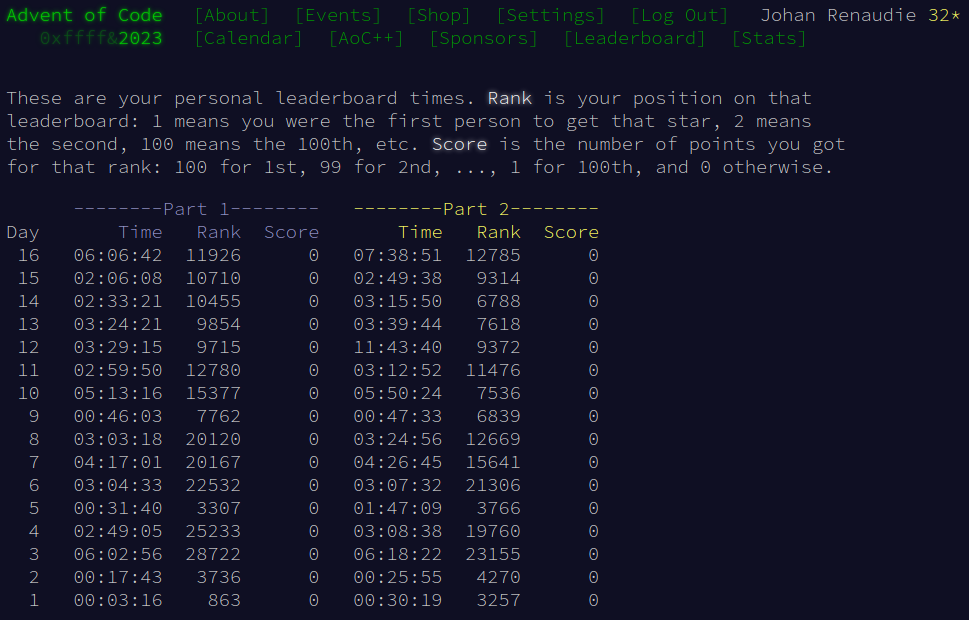 Advent of Code [About] [Events] [Shop] [Settings] [Log Out] Johan Renaudie 32*
0xffff&2023 [Calendar] [AoC++] [Sponsors] [Leaderboard] [Stats]
These are your personal leaderboard times. Rank is your position on that
leaderboard: 1 means you were the first person to get that star, 2 means
the second, 100 means the 100th, etc. Score is the number of points you got
for that rank: 100 for 1st, 99 for 2nd, ..., 1 for 100th, and 0 otherwise.
--------Part 1-------- --------Part 2--------
Day Time Rank Score Time Rank Score
16 06:06:42 11926 0 07:38:51 12785 0
15 02:06:08 10710 0 02:49:38 9314 0
14 02:33:21 10455 0 03:15:50 6788 0
13 03:24:21 9854 0 03:39:44 7618 0
12 03:29:15 9715 0 11:43:40 9372 0
11 02:59:50 12780 0 03:12:52 11476 0
10 05:13:16 15377 0 05:50:24 7536 0
9 00:46:03 7762 0 00:47:33 6839 0
8 03:03:18 20120 0 03:24:56 12669 0
7 04:17:01 20167 0 04:26:45 15641 0
6 03:04:33 22532 0 03:07:32 21306 0
5 00:31:40 3307 0 01:47:09 3766 0
4 02:49:05 25233 0 03:08:38 19760 0
3 06:02:56 28722 0 06:18:22 23155 0
2 00:17:43 3736 0 00:25:55 4270 0
1 00:03:16 863 0 00:30:19 3257 0